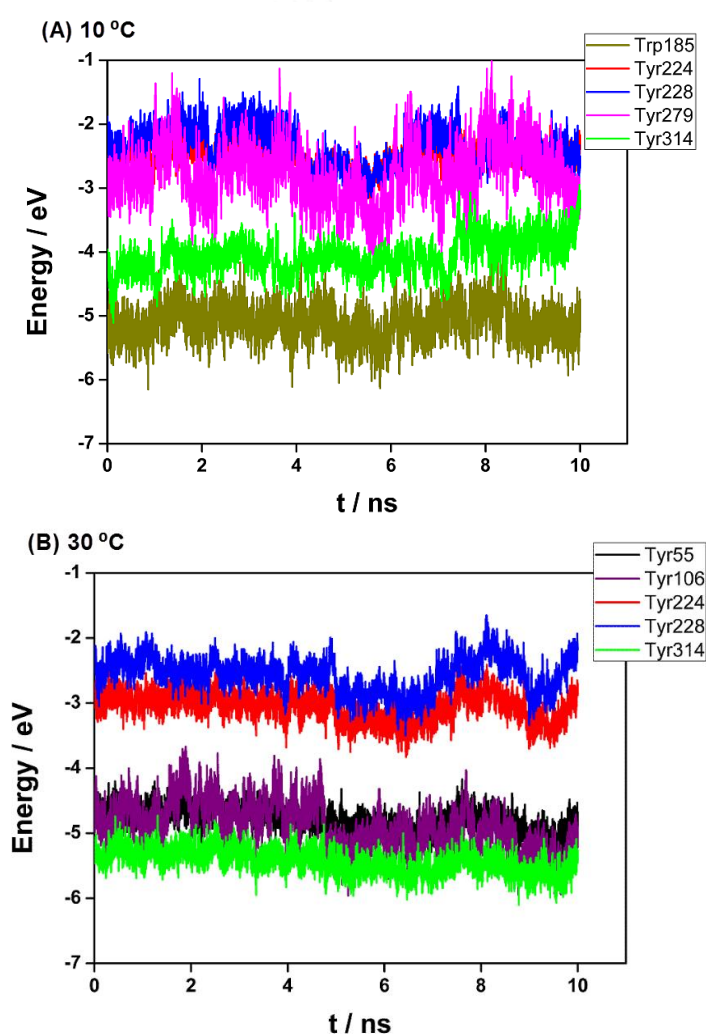 (A) 10 °C
Trp185
Tyr224
Tyr228
Tyr279
Tyr314
-1
-2
-3
-4
-5
-6
-7
Energy / eV
0 2 4 6 8 10
t / ns
(B) 30 °C
Tyr55
Tyr106
Tyr224
Tyr228
Tyr314
-1
-2
-3
-4
-5
-6
-7
Energy / eV
0 2 4 6 8 10
t / ns